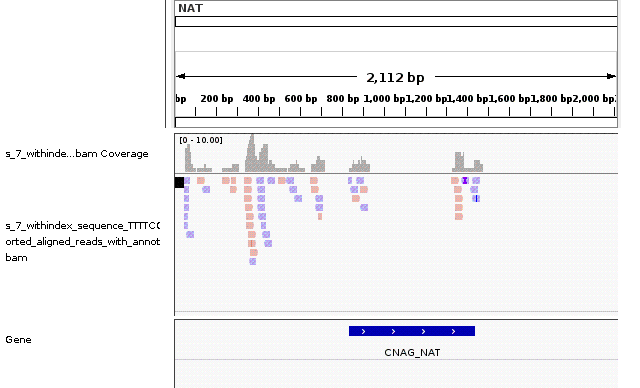 NAT
2,112 bp
bp 200 bp 400 bp 600 bp 800 bp 1,000 bp 1,200 bp 1,400 bp 1,600 bp 1,800 bp 2,000 bp
[0 - 10.00]
s_7_withinde...bam Coverage
s_7_withindex_sequence_TTTTCC
orted_aligned_reads_with_annot
bam
Gene
CNAG_NAT